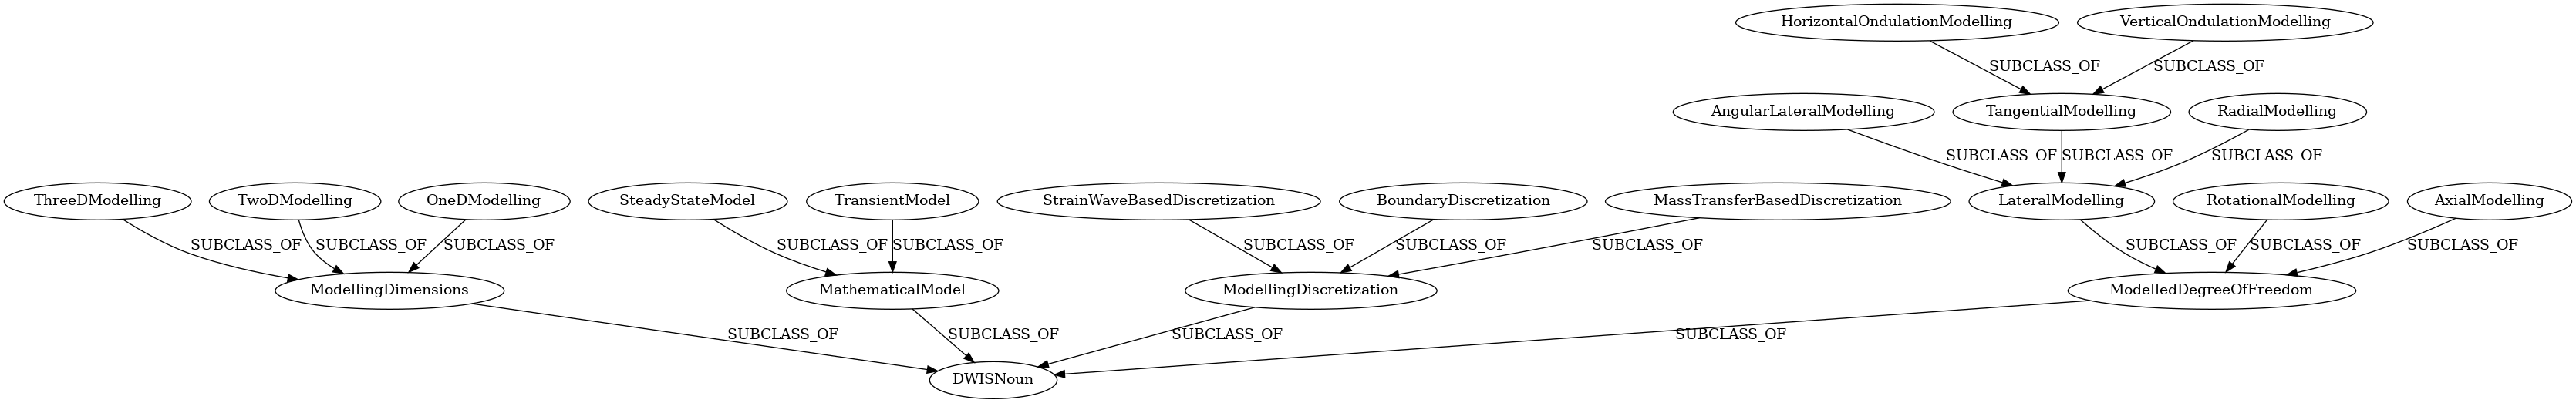 HorizontalOndulationModelling
VerticalOndulationModelling
SUBCLASS_OF
SUBCLASS_OF
AngularLateralModelling
TangentialModelling
RadialModelling
SUBCLASS_OF
SUBCLASS_OF
SUBCLASS_OF
ThreeDModelling
TwoDModelling
OneDModelling
SteadyStateModel
TransientModel
StrainWaveBasedDiscretization
BoundaryDiscretization
MassTransferBasedDiscretization
LateralModelling
RotationalModelling
AxialModelling
SUBCLASS_OF
SUBCLASS_OF
SUBCLASS_OF
SUBCLASS_OF
SUBCLASS_OF
SUBCLASS_OF
SUBCLASS_OF
SUBCLASS_OF
SUBCLASS_OF
SUBCLASS_OF
SUBCLASS_OF
ModellingDimensions
MathematicalModel
ModellingDiscretization
ModelledDegreeOfFreedom
SUBCLASS_OF
SUBCLASS_OF
SUBCLASS_OF
SUBCLASS_OF
DWISNoun